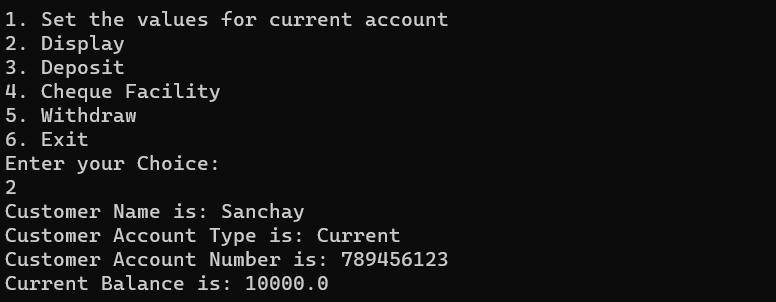 1. Set the values for current account
2. Display
3. Deposit
4. Cheque Facility
5. Withdraw
6. Exit
Enter your Choice:
2
Customer Name is: Sanchay
Customer Account Type is: Current
Customer Account Number is: 789456123
Current Balance is: 10000.0